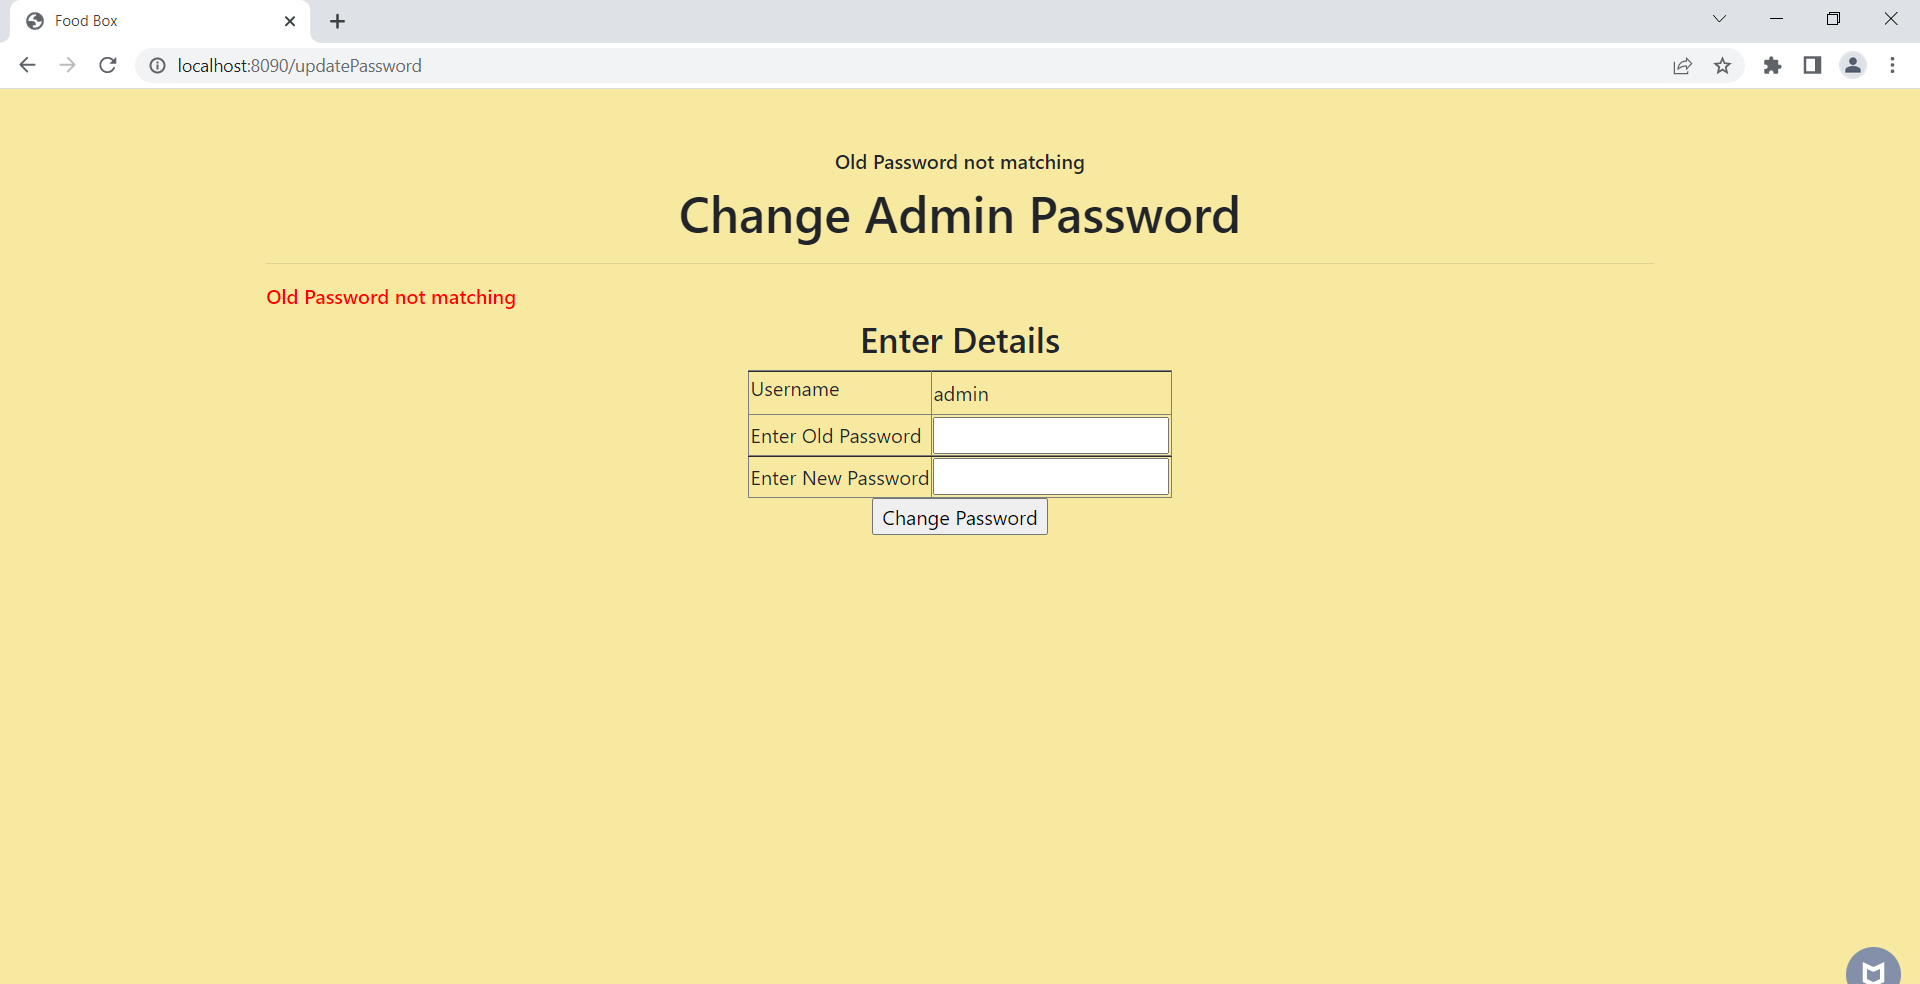 Food Box
localhost:8090/updatePassword
Old Password not matching
Change Admin Password
Old Password not matching
Enter Details
Username admin
Enter Old Password
Enter New Password
Change Password